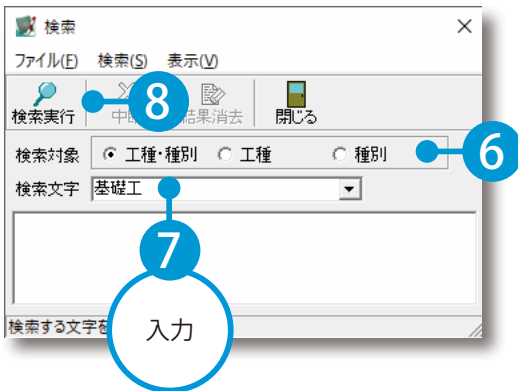 検索
ファイル(F) 検索(S) 表示(V)
検索実行 8 中 結果消去 閉じる
検索対象 工種・種別 工種 種別 6
検索文字 基礎工
7
入力
検索する文字を